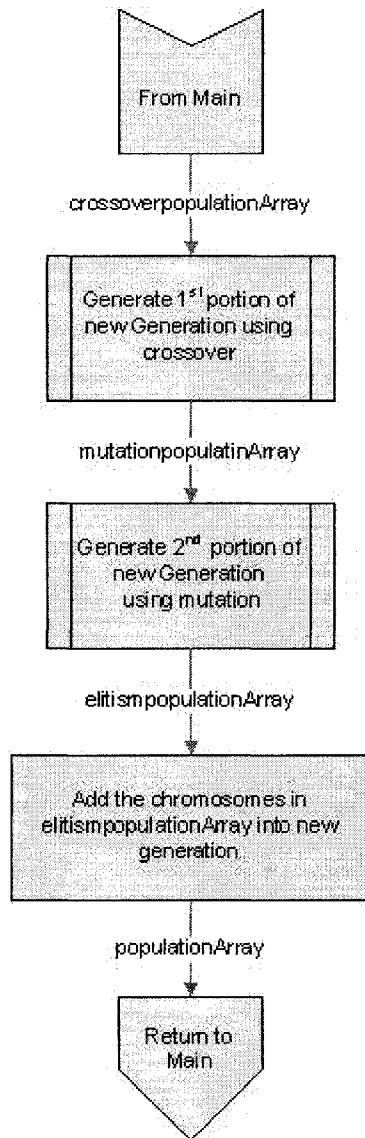 From Main
crossoverpopulationArray
Generate 1st portion of
new Generation using
crossover
mutationpopulatinArray
Generate 2nd portion of
new Generation
using mutation
elitismpopulationArray
Add the chromosomes in
elitismpopulationArray into new
generation
populationArray
Return to
Main